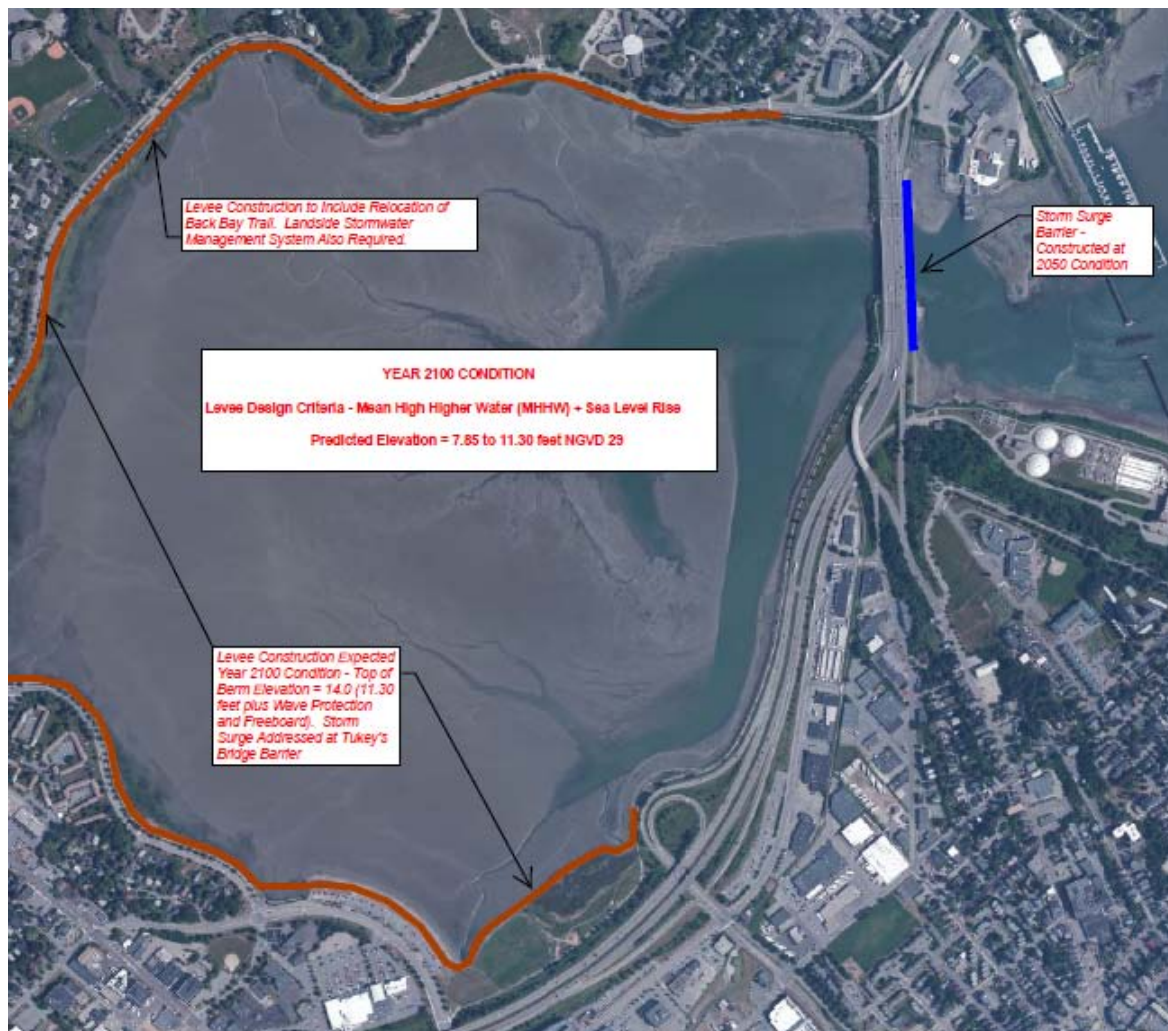 Levee Construction to Include Relocation of
Back Bay Trail. Landside Stormwater
Management System Also Required.
Storm Surge
Barrier -
Constructed at
2050 Condition
YEAR 2100 CONDITION
Levee Design Criteria - Mean High Higher Water (MHHW) + Sea Level Rise
Predicted Elevation = 7.85 to 11.30 feet NGVD 29
Levee Construction Expected
Year 2100 Condition - Top of
Berm Elevation = 14.0 (11.30
feet plus Wave Protection
and Freeboard). Storm
Surge Addressed at Tukey's
Bridge Barrier